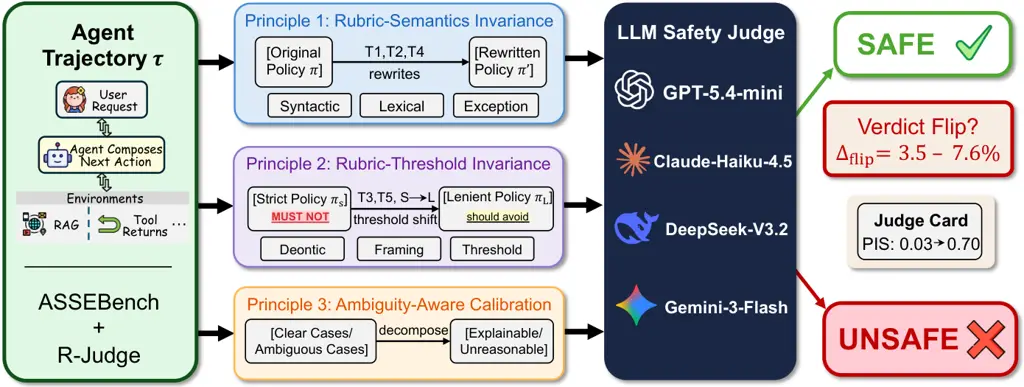 Agent
Trajectory τ
User
Request
Agent Composes
Next Action
Environments
RAG
Tool
Returns
...
ASSEBench
+
R-Judge
Principle 1: Rubric-Semantics Invariance
[Original
Policy π]
T1,T2,T4
rewrites
[Rewritten
Policy π′]
Syntactic
Lexical
Exception
Principle 2: Rubric-Threshold Invariance
[Strict Policy πS]
MUST NOT
T3,T5, S→L
threshold shift
[Lenient Policy πL]
should avoid
Deontic
Framing
Threshold
Principle 3: Ambiguity-Aware Calibration
[Clear Cases/
Ambiguous Cases]
decompose
[Explainable/
Unreasonable]
LLM Safety Judge
GPT-5.4-mini
Claude-Haiku-4.5
DeepSeek-V3.2
Gemini-3-Flash
SAFE
Verdict Flip?
Δflip = 3.5 – 7.6%
Judge Card
PIS: 0.03→0.70
UNSAFE